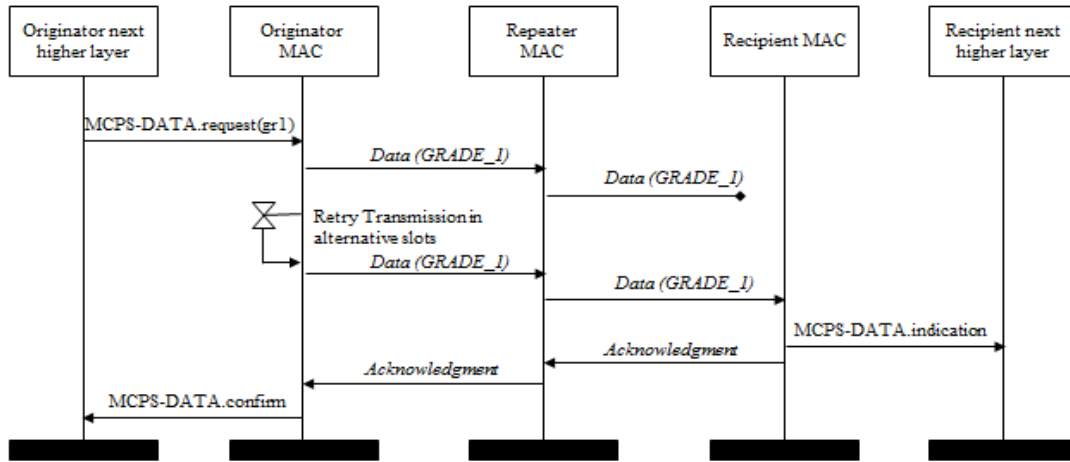 Originator next
higher layer
Originator
MAC
Repeater
MAC
Recipient MAC
Recipient next
higher layer
MCPS-DATA.request(gr1)
Data (GRADE_1)
Data (GRADE_1)
Retry Transmission in
alternative slots
Data (GRADE_1)
Data (GRADE_1)
MCPS-DATA.indication
Acknowledgment
Acknowledgment
MCPS-DATA.confirm